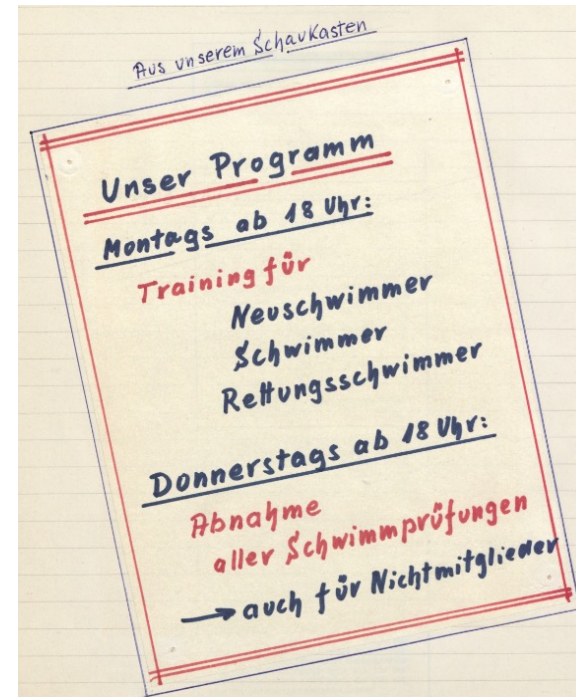 Aus unserem Schaukasten
Unser Programm
Montags ab 18 Uhr:
Training für
Neuschwimmer
Schwimmer
Rettungsschwimmer
Donnerstags ab 18 Uhr:
Abnahme
aller Schwimmprüfungen
→ auch für Nichtmitglieder